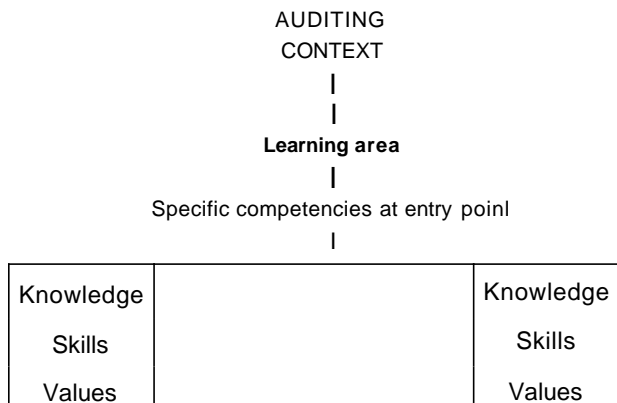 AUDITING
CONTEXT
Learning area
Specific competencies at entry poinl
Knowledge Knowledge
Skills Skills
Values Values